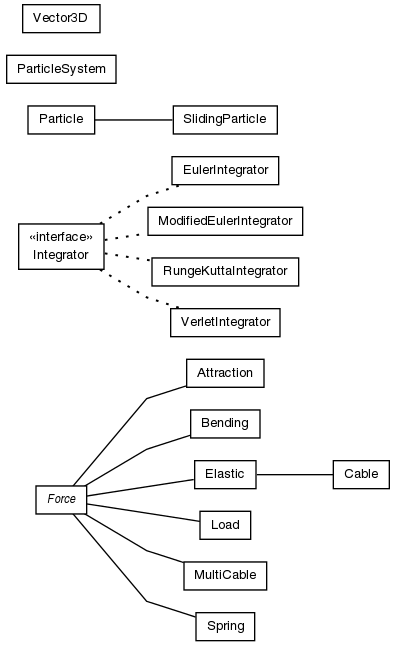 Vector3D
ParticleSystem
Particle
SlidingParticle
EulerIntegrator
ModifiedEulerIntegrator
«interface»
Integrator
RungeKuttaIntegrator
VerletIntegrator
Attraction
Bending
Elastic
Cable
Force
Load
MultiCable
Spring